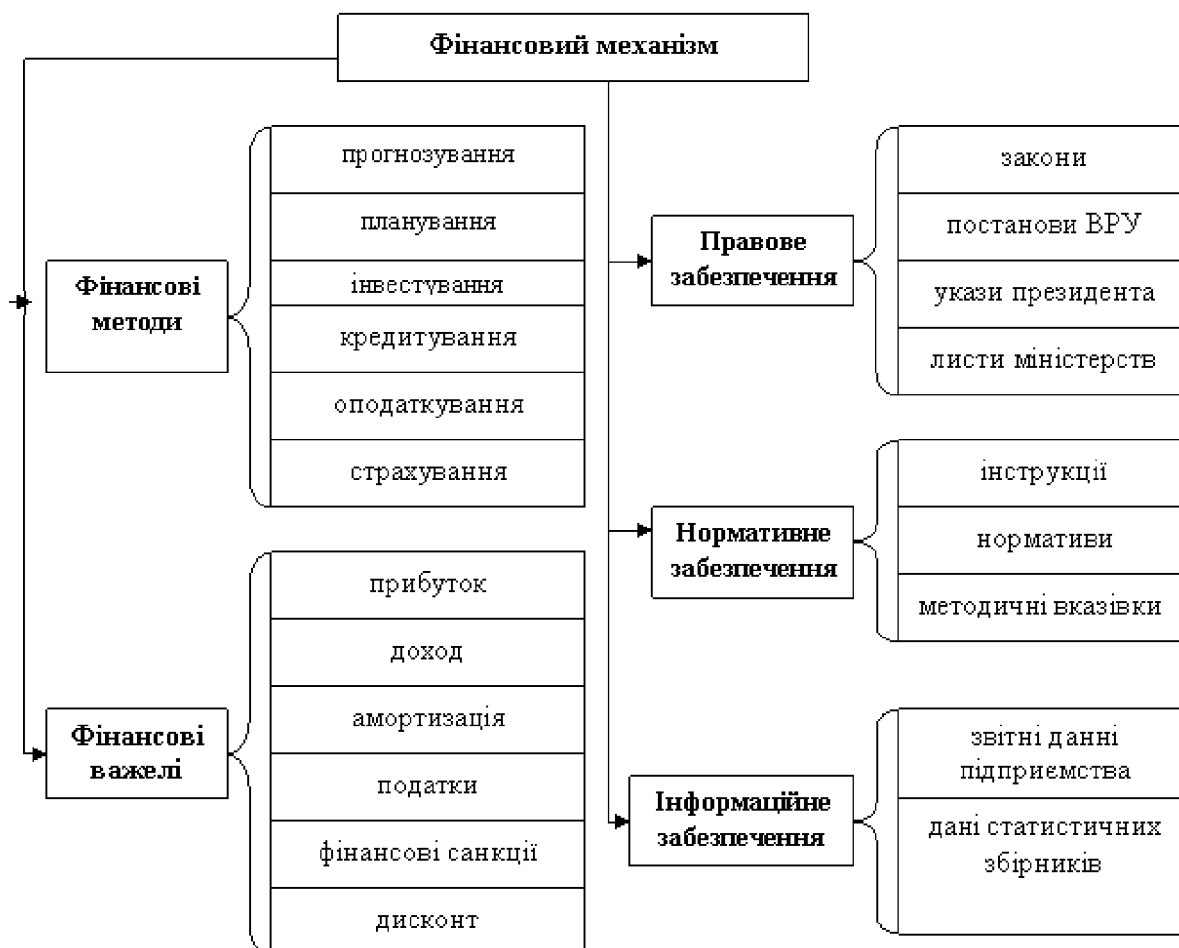 Фінансовий механізм
Фінансові
методи
прогнозування
планування
інвестування
кредитування
оподаткування
страхування
Фінансові
важелі
прибуток
доход
амортизація
податки
фінансові санкції
дисконт
Правове
забезпечення
закони
постанови ВРУ
укази президента
листи міністерств
Нормативне
забезпечення
інструкції
нормативи
методичні вказівки
Інформаційне
забезпечення
звітні данні
підприємства
дані статистичних
збірників